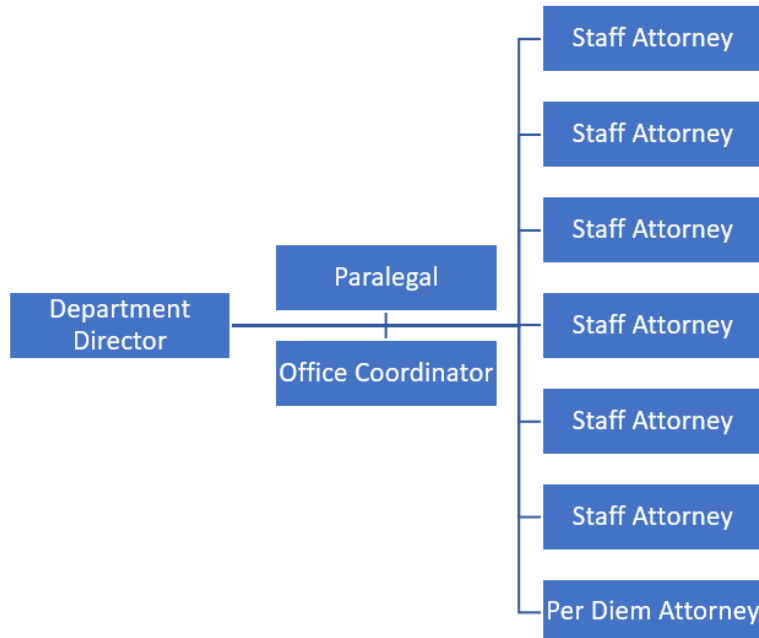 Staff Attorney
Staff Attorney
Staff Attorney
Paralegal
Department
Director
Staff Attorney
Office Coordinator
Staff Attorney
Staff Attorney
Per Diem Attorney